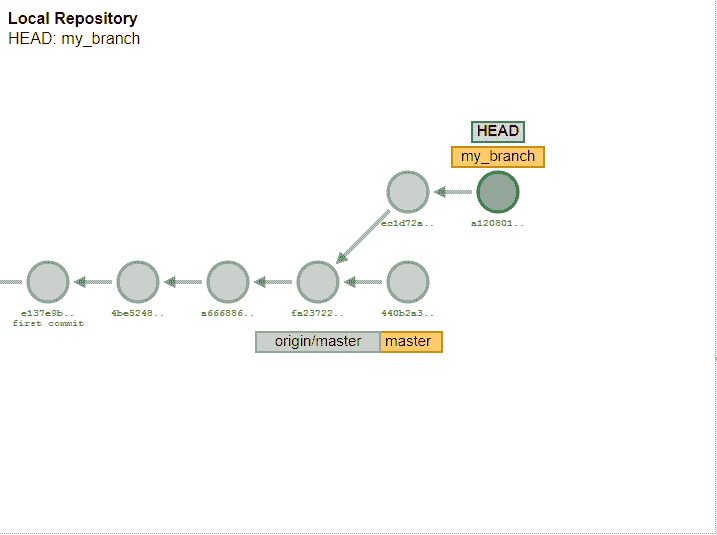 Local Repository
HEAD: my_branch
HEAD
my_branch
ec1d72a..
a120801..
e137e9b..
first commit
4be5248..
a666886..
fa23722..
440b2a3..
origin/master
master